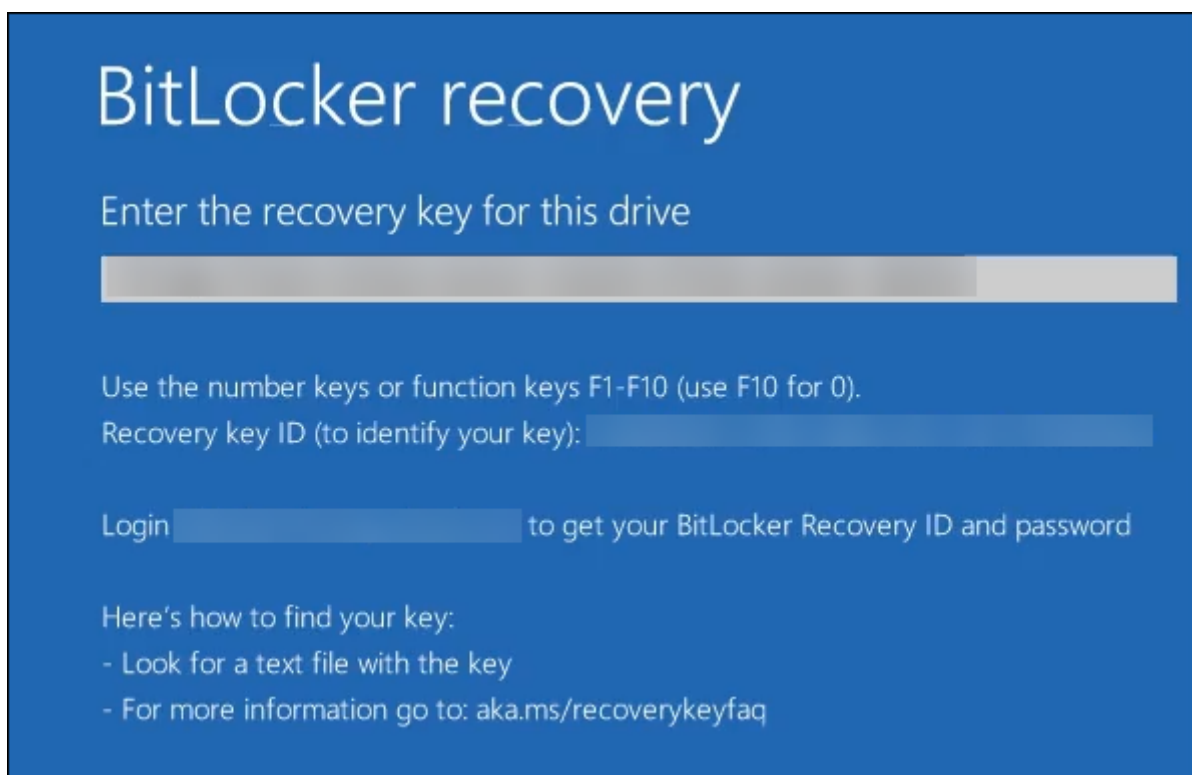 BitLocker recovery
Enter the recovery key for this drive
Use the number keys or function keys F1-F10 (use F10 for 0).
Recovery key ID (to identify your key):
Login to get your BitLocker Recovery ID and password
Here's how to find your key:
- Look for a text file with the key
- For more information go to: aka.ms/recoverykeyfaq